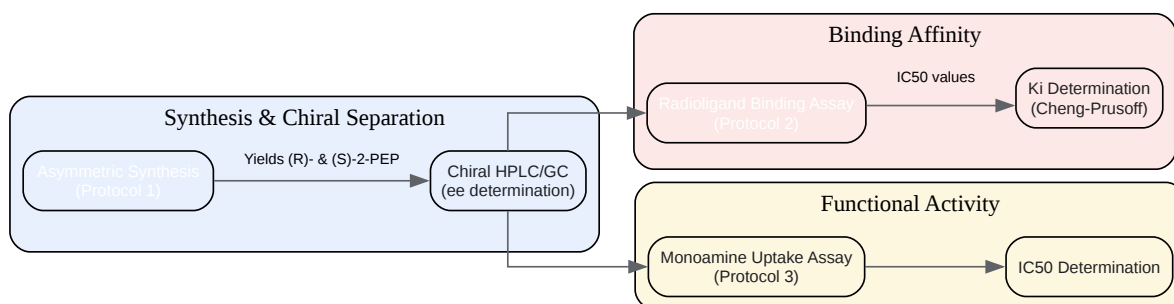 Synthesis & Chiral Separation
Asymmetric Synthesis
(Protocol 1)
Yields (R)- & (S)-2-PEP
Chiral HPLC/GC
(ee determination)
Binding Affinity
Radioligand Binding Assay
(Protocol 2)
IC50 values
Ki Determination
(Cheng-Prusoff)
Functional Activity
Monoamine Uptake Assay
(Protocol 3)
IC50 Determination